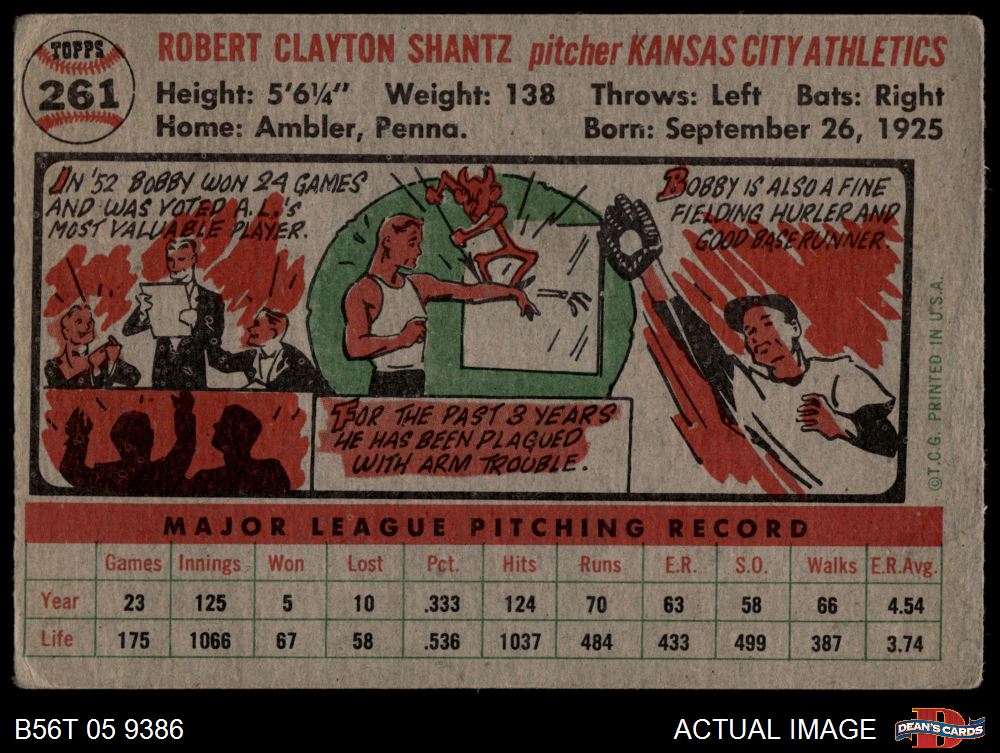 TOPPS
261
ROBERT CLAYTON SHANTZ pitcher KANSAS CITY ATHLETICS
Height: 5'6¼" Weight: 138 Throws: Left Bats: Right
Home: Ambler, Penna. Born: September 26, 1925
IN '52 BOBBY WON 24 GAMES
AND WAS VOTED A.L.'S
MOST VALUABLE PLAYER.
FOR THE PAST 3 YEARS
HE HAS BEEN PLAGUED
WITH ARM TROUBLE.
BOBBY IS ALSO A FINE
FIELDING HURLER AND
GOOD BASERUNNER.
©T.C.G. PRINTED IN U.S.A.
MAJOR LEAGUE PITCHING RECORD
Games Innings Won Lost Pct. Hits Runs E.R. S.O. Walks E.R.Avg.
Year 23 125 5 10 .333 124 70 63 58 66 4.54
Life 175 1066 67 58 .536 1037 484 433 499 387 3.74
B56T 05 9386 ACTUAL IMAGE DEAN'S CARDS